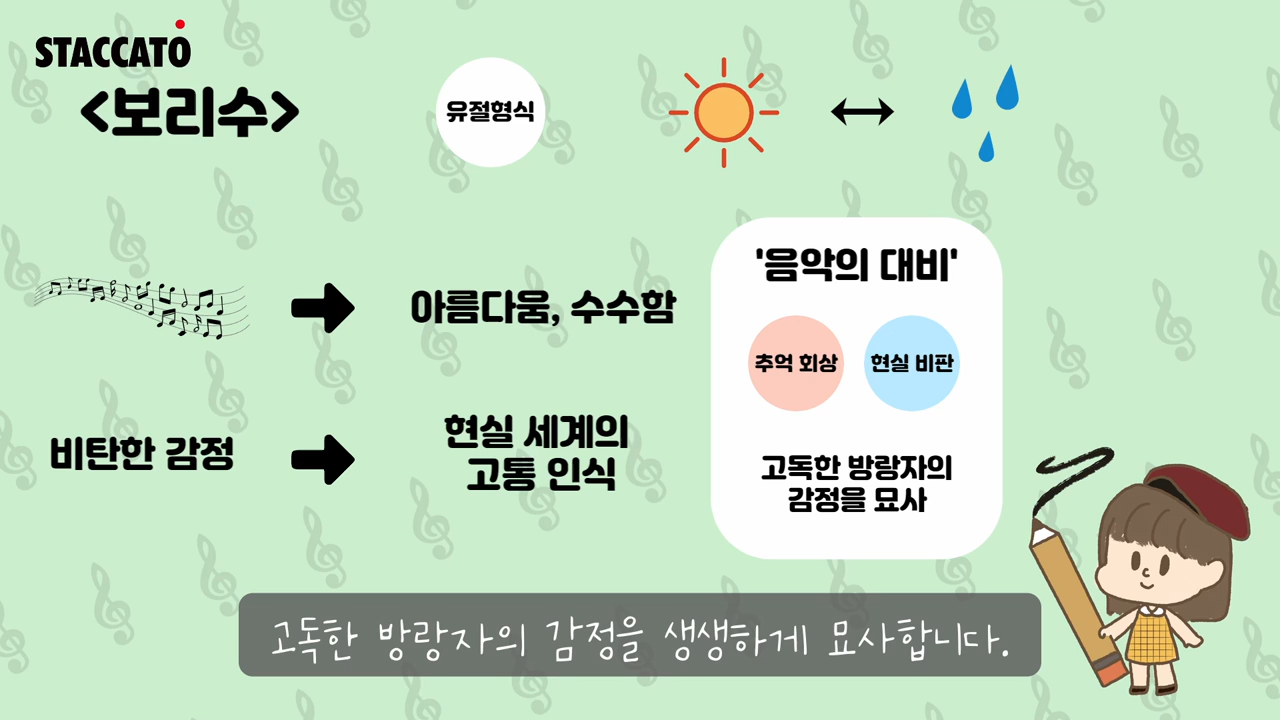 STACCATO
<보리수>
유절형식
아름다움, 수수함
비탄한 감정
현실 세계의
고통 인식
'음악의 대비'
추억 회상
현실 비판
고독한 방랑자의
감정을 묘사
고독한 방랑자의 감정을 생생하게 묘사합니다.